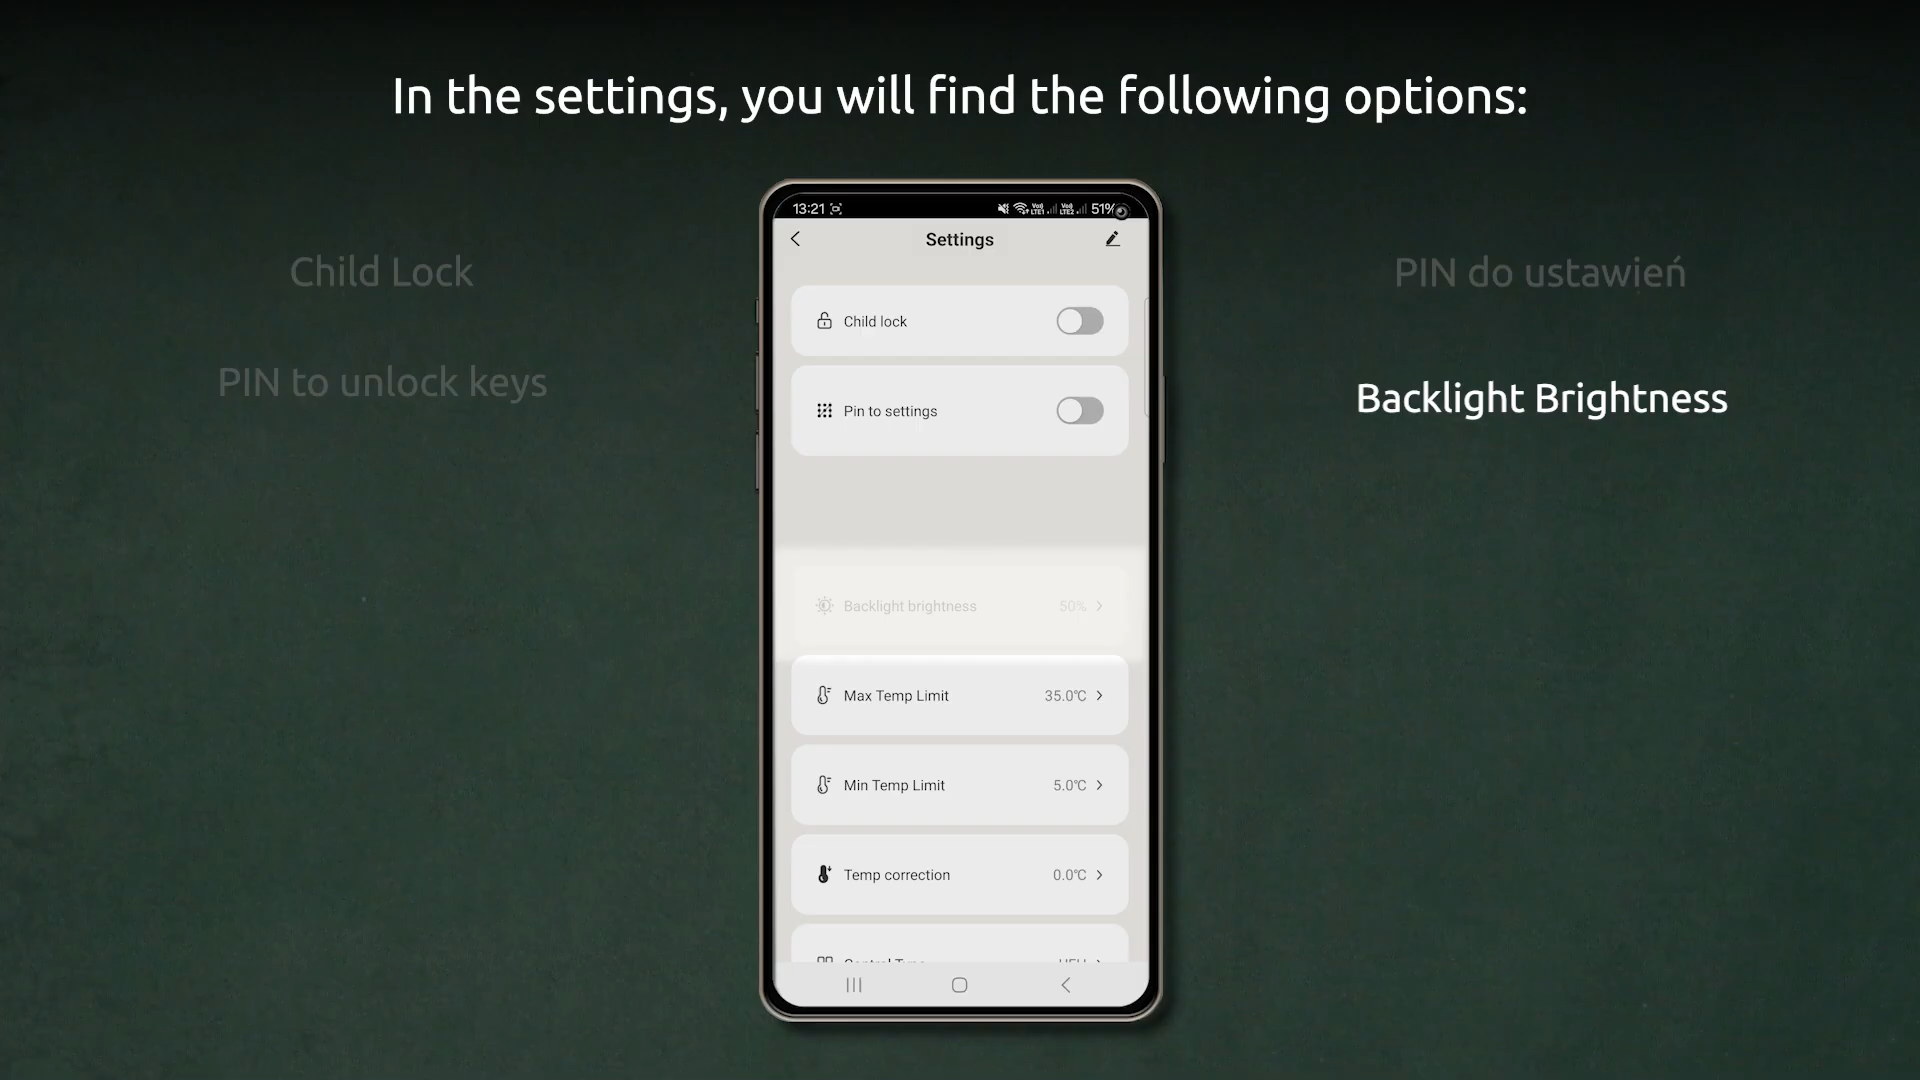 In the settings, you will find the following options:
Child Lock
PIN to unlock keys
13:21
51%
Settings
Child lock
Pin to settings
Backlight brightness 50%
Max Temp Limit 35.0℃
Min Temp Limit 5.0℃
Temp correction 0.0℃
PIN do ustawień
Backlight Brightness